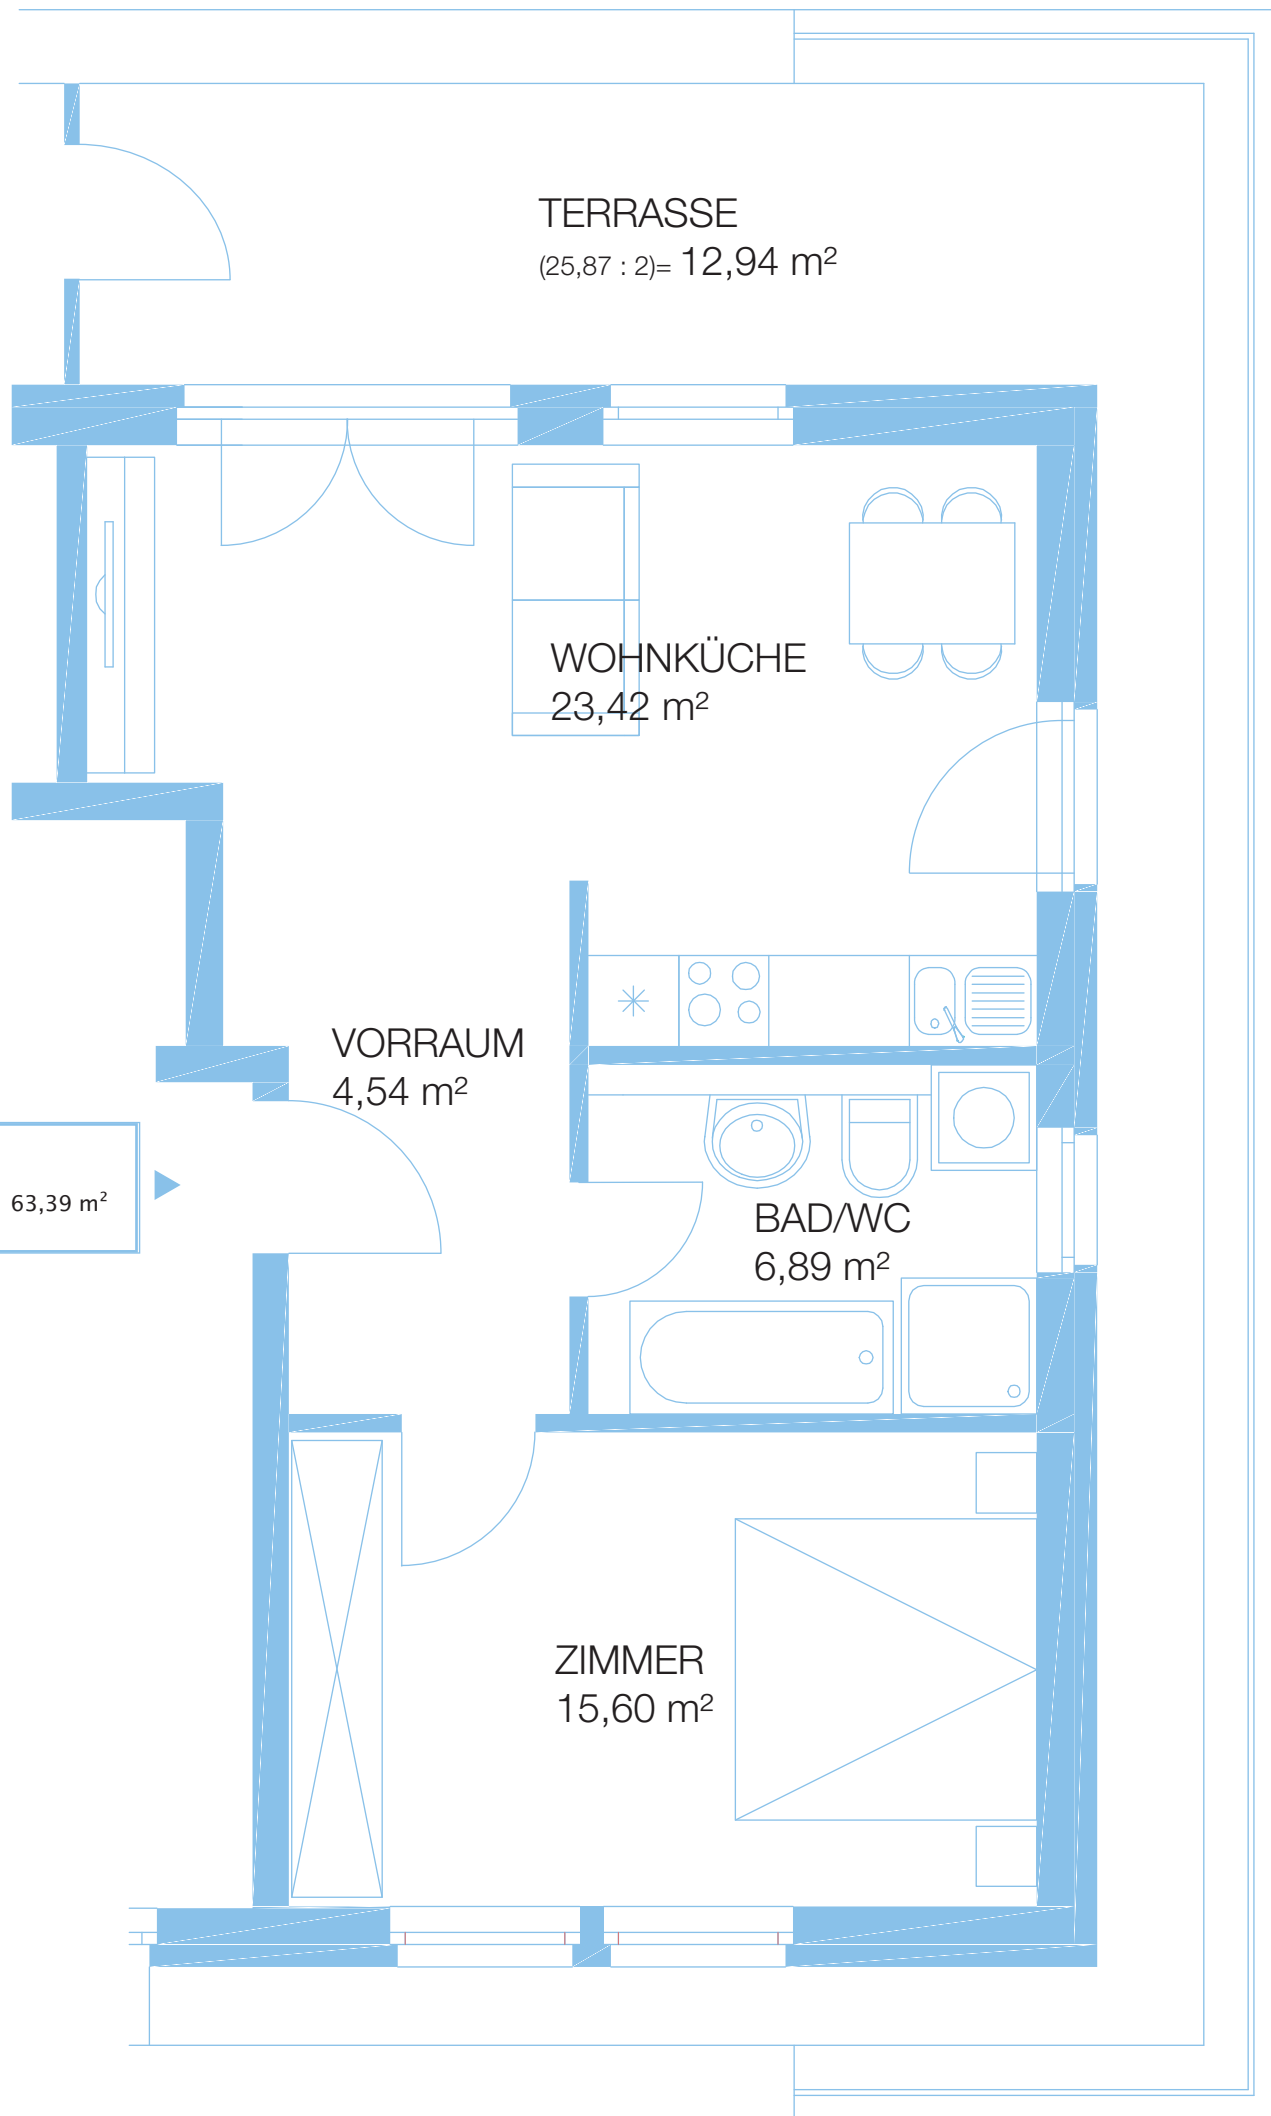 TERRASSE
(25,87 : 2)= 12,94 m²
WOHNKÜCHE
23,42 m²
VORRAUM
4,54 m²
63,39 m²
BAD/WC
6,89 m²
ZIMMER
15,60 m²